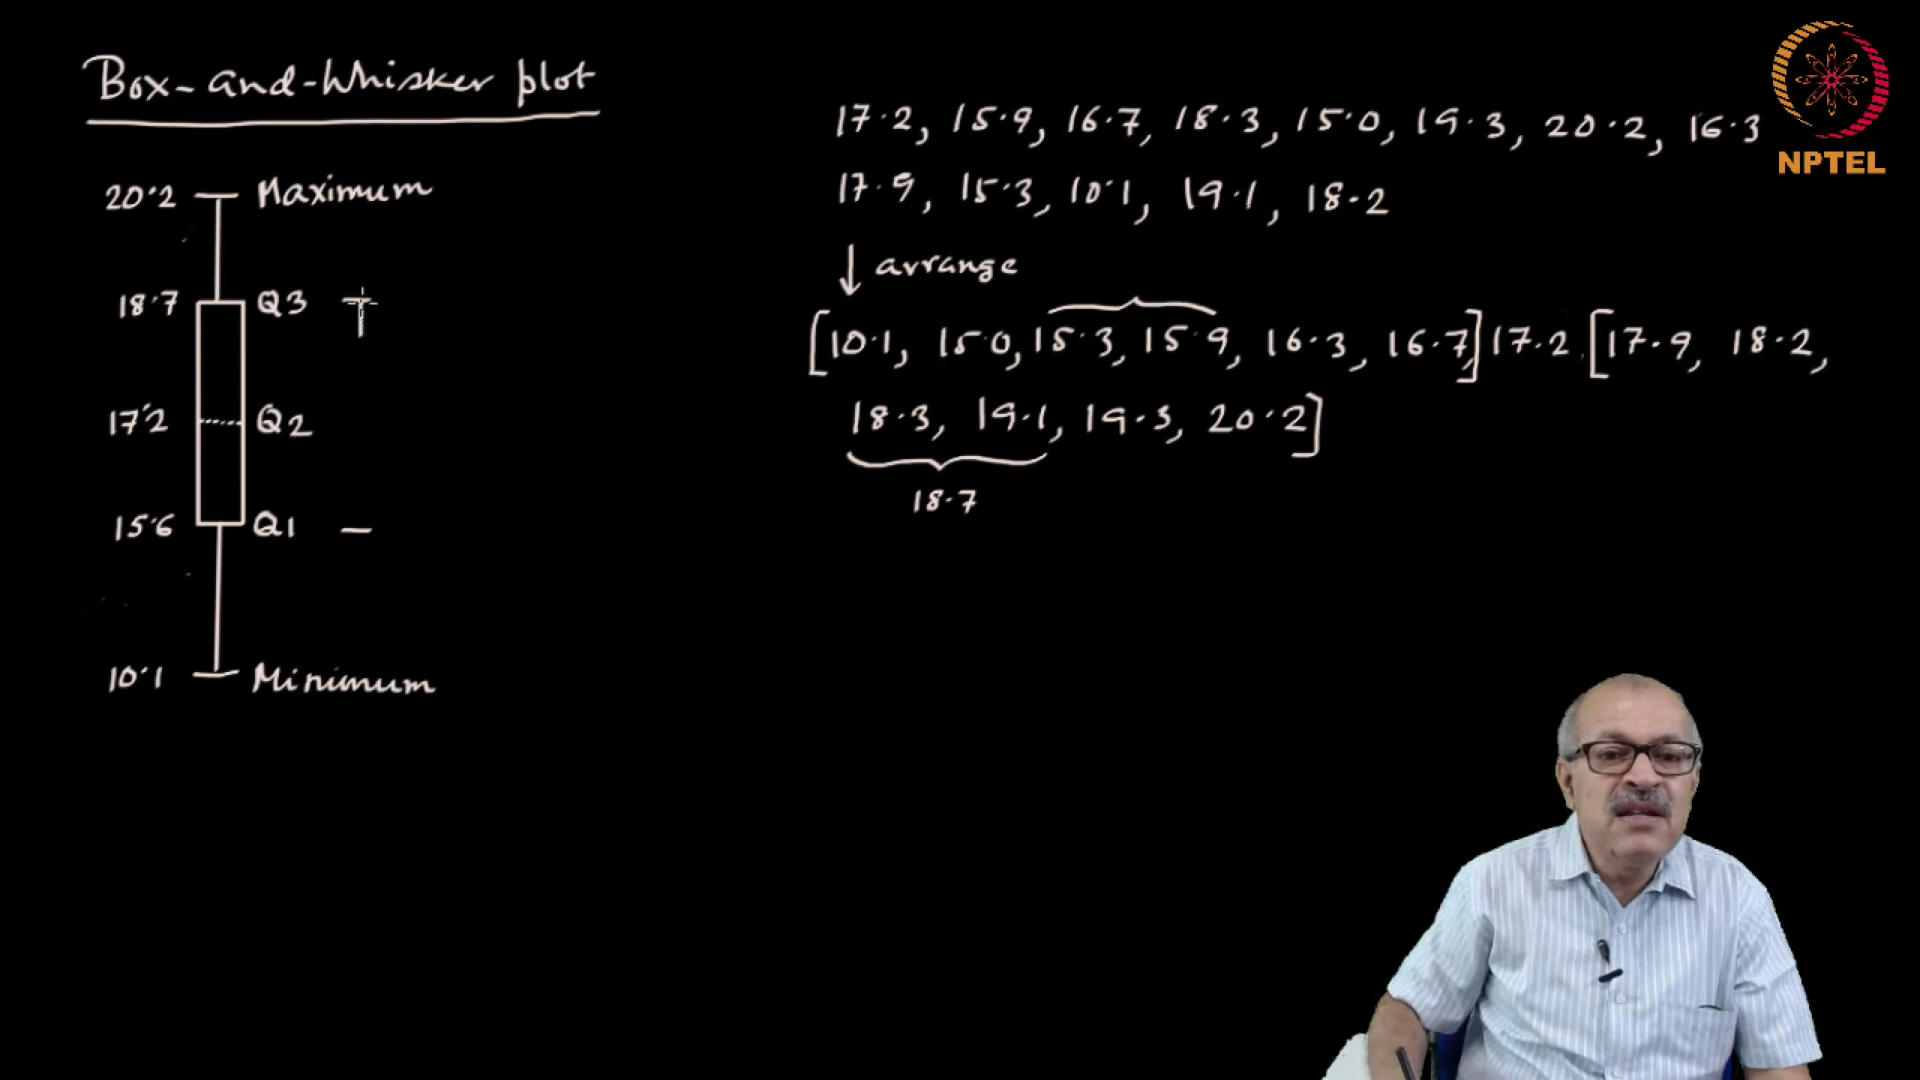 Box-and-Whisker plot
17.2, 15.9, 16.7, 18.3, 15.0, 19.3, 20.2, 16.3
17.9, 15.3, 10.1, 19.1, 18.2
↓ arrange
[10.1, 15.0, 15.3, 15.9, 16.3, 16.7] 17.2 [17.9, 18.2,
18.3, 19.1, 19.3, 20.2]
18.7
20.2 Maximum
18.7 Q3
17.2 Q2
15.6 Q1
10.1 Minimum
NPTEL